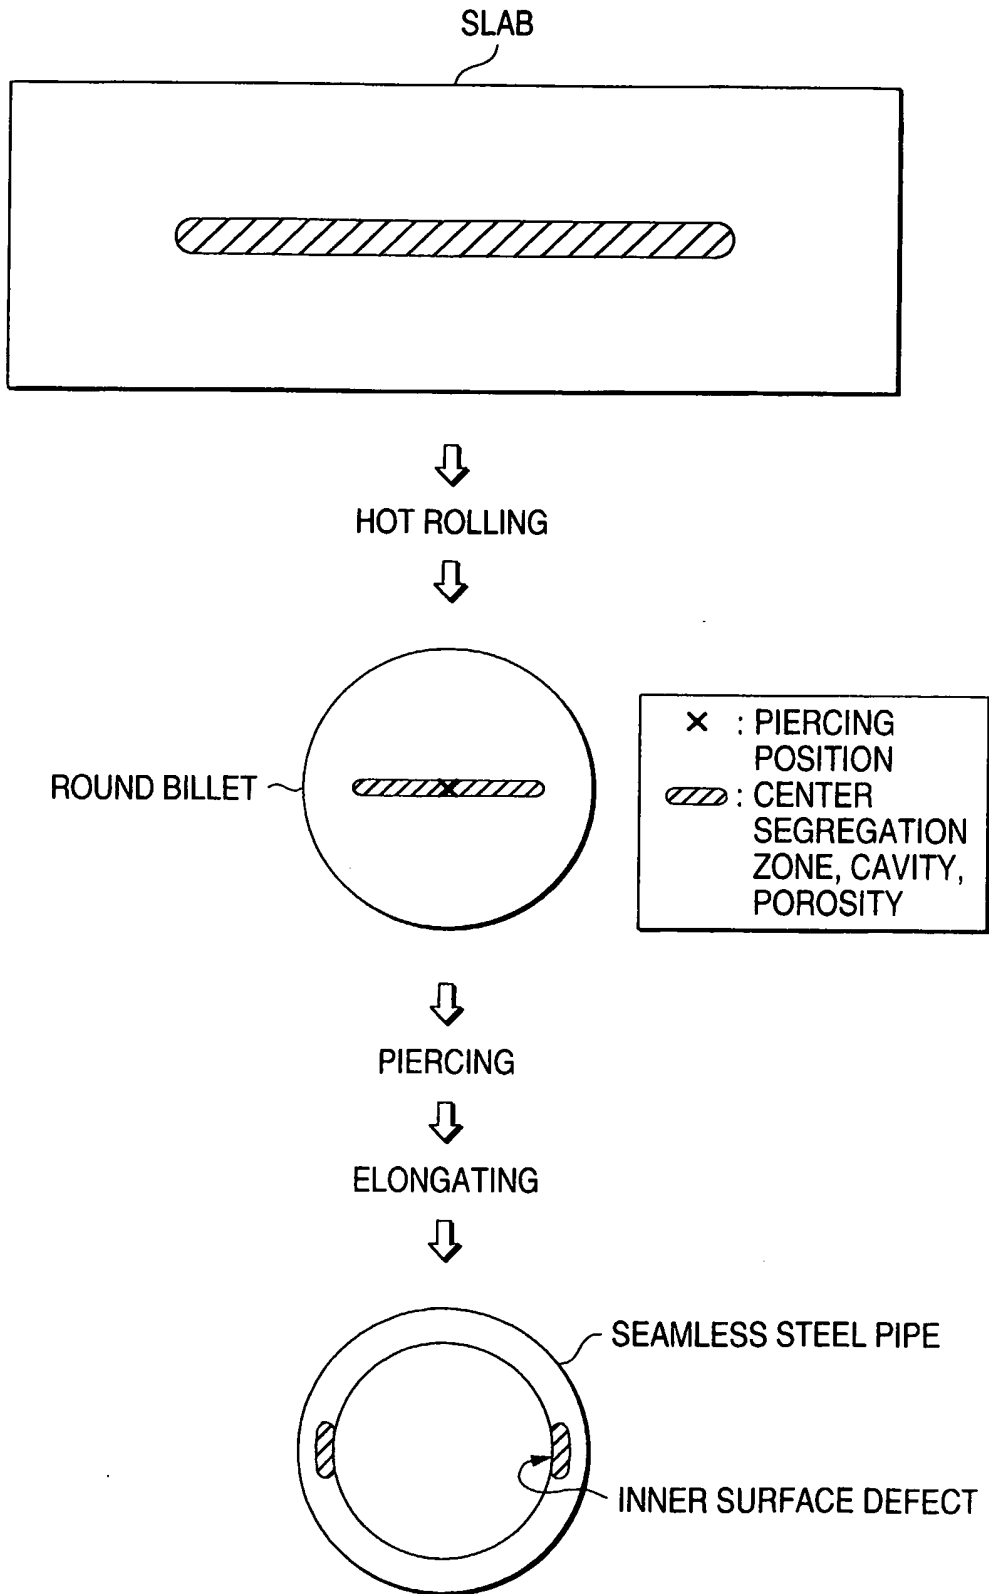 SLAB
HOT ROLLING
ROUND BILLET
× : PIERCING
POSITION
: CENTER
SEGREGATION
ZONE, CAVITY,
POROSITY
PIERCING
ELONGATING
SEAMLESS STEEL PIPE
INNER SURFACE DEFECT